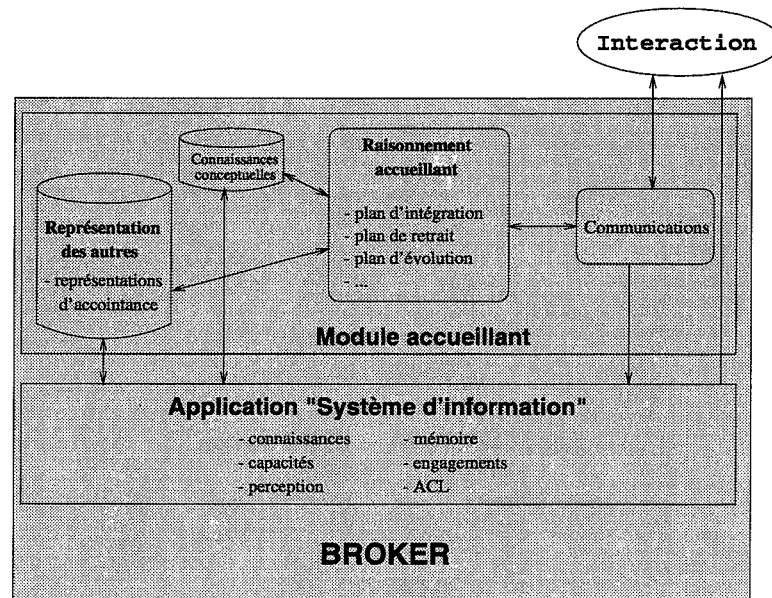 Interaction
Connaissances
conceptuelles
Raisonnement
accueillant
- plan d'intégration
- plan de retrait
- plan d'évolution
- ...
Représentation
des autres
- représentations
d'accointance
Communications
Module accueillant
Application "Système d'information"
- connaissances
- capacités
- perception
- mémoire
- engagements
- ACL
BROKER